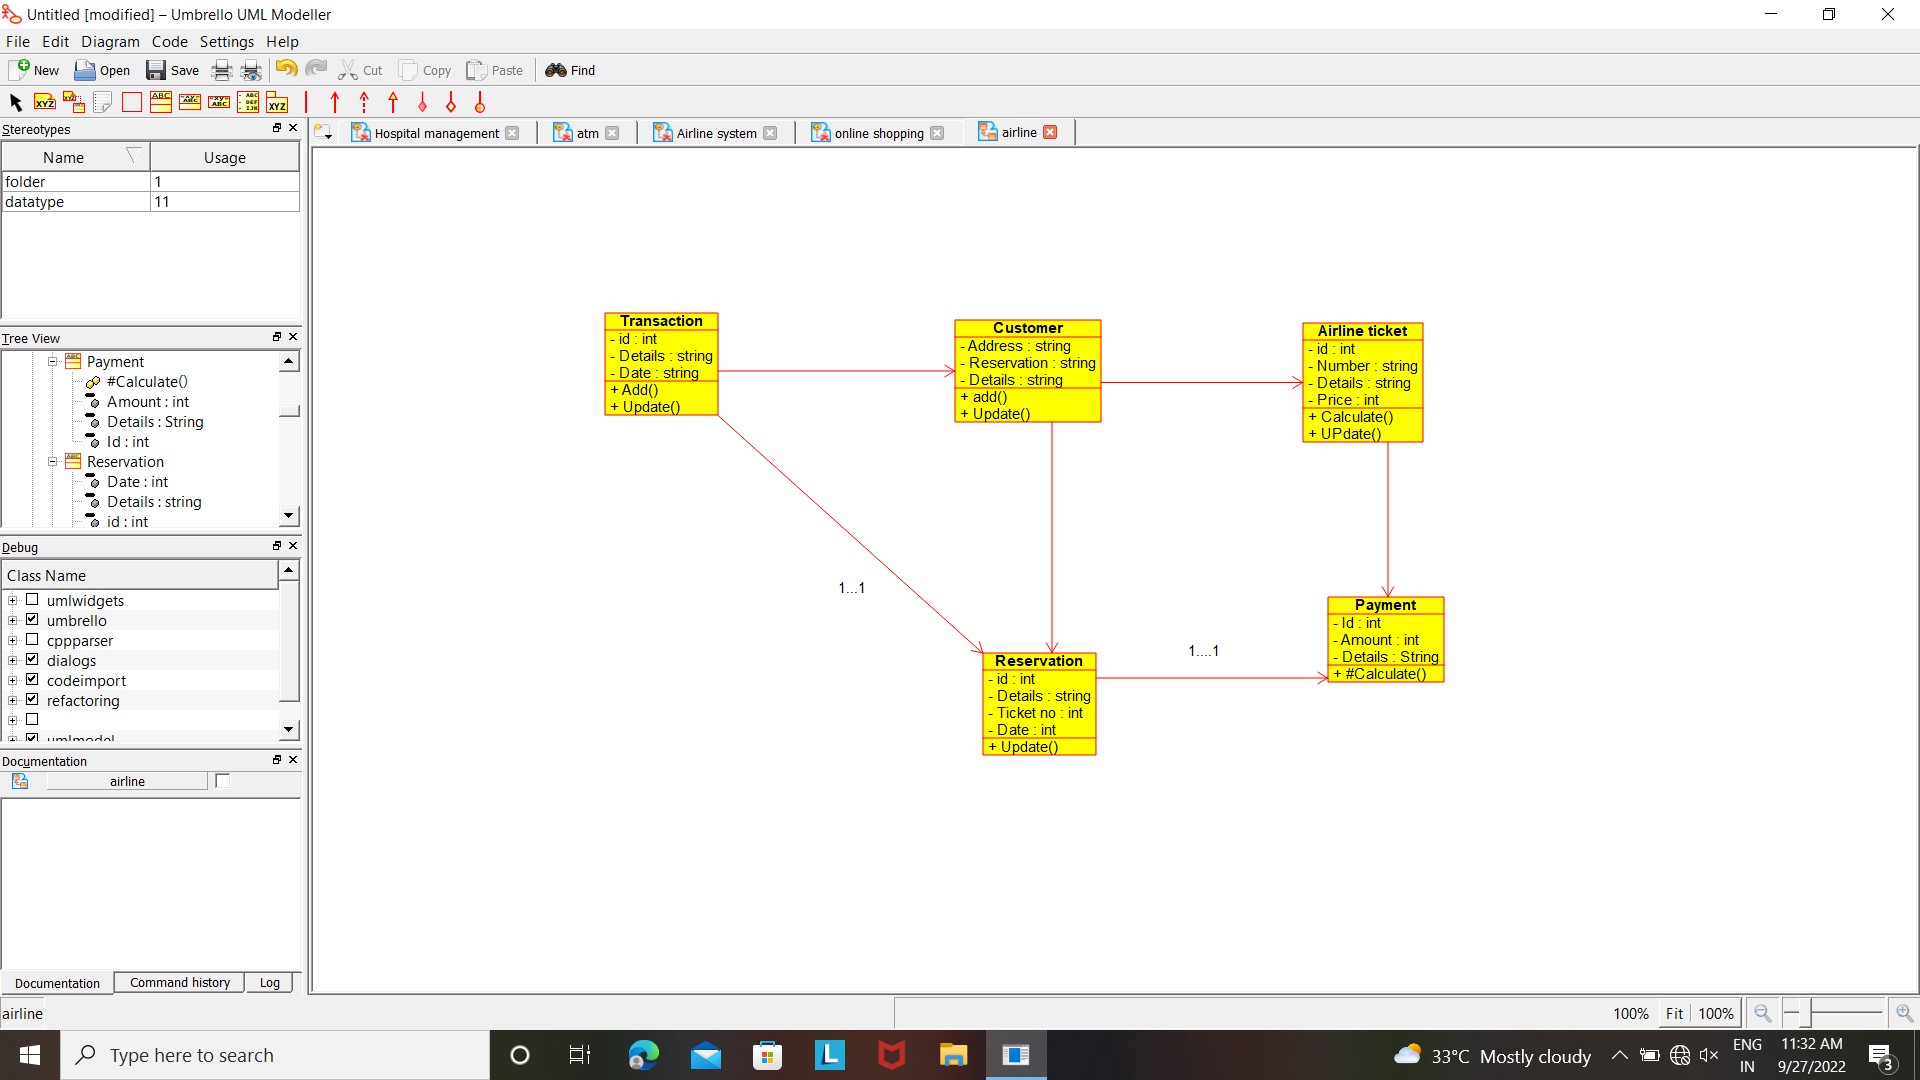 Untitled [modified] – Umbrello UML Modeller
File Edit Diagram Code Settings Help
New Open Save Cut Copy Paste Find
Stereotypes
Name Usage
folder 1
datatype 11
Tree View
Payment
#Calculate()
Amount : int
Details : String
Id : int
Reservation
Date : int
Details : string
id : int
Debug
Class Name
umlwidgets
umbrello
cppparser
dialogs
codeimport
refactoring
umlmodel
Documentation
airline
Documentation Command history Log
Hospital management atm Airline system online shopping airline
Transaction
- id : int
- Details : string
- Date : string
+ Add()
+ Update()
Customer
- Address : string
- Reservation : string
- Details : string
+ add()
+ Update()
Airline ticket
- id : int
- Number : string
- Details : string
- Price : int
+ Calculate()
+ UPdate()
1...1
1....1
Reservation
- id : int
- Details : string
- Ticket no : int
- Date : int
+ Update()
Payment
- Id : int
- Amount : int
- Details : String
+ #Calculate()
airline
100% Fit 100%
Type here to search
33°C Mostly cloudy
ENG
IN
11:32 AM
9/27/2022
3